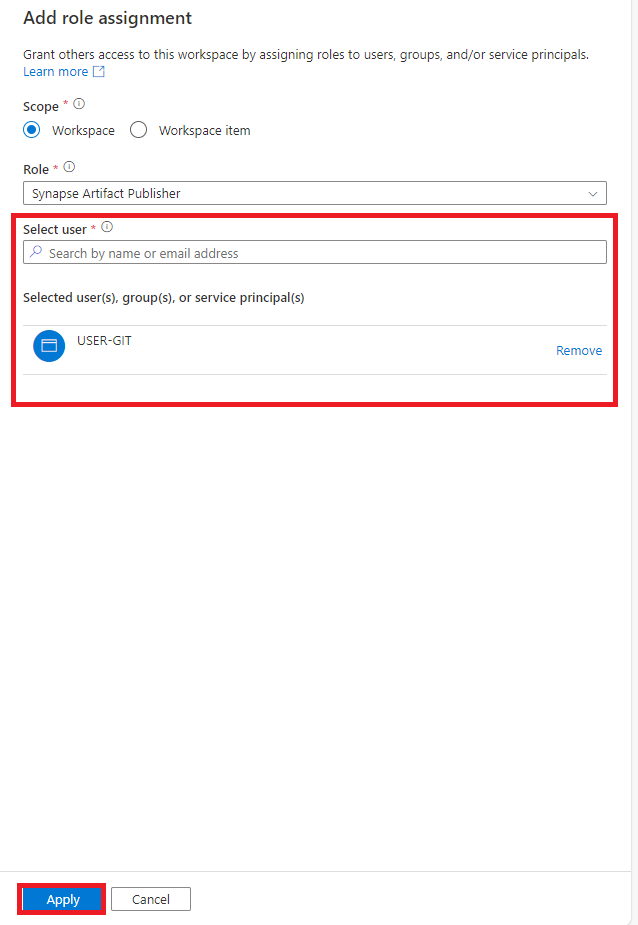 Add role assignment
Grant others access to this workspace by assigning roles to users, groups, and/or service principals.
Learn more
Scope *
Workspace Workspace item
Role *
Synapse Artifact Publisher
Select user *
Search by name or email address
Selected user(s), group(s), or service principal(s)
USER-GIT
Remove
Apply Cancel